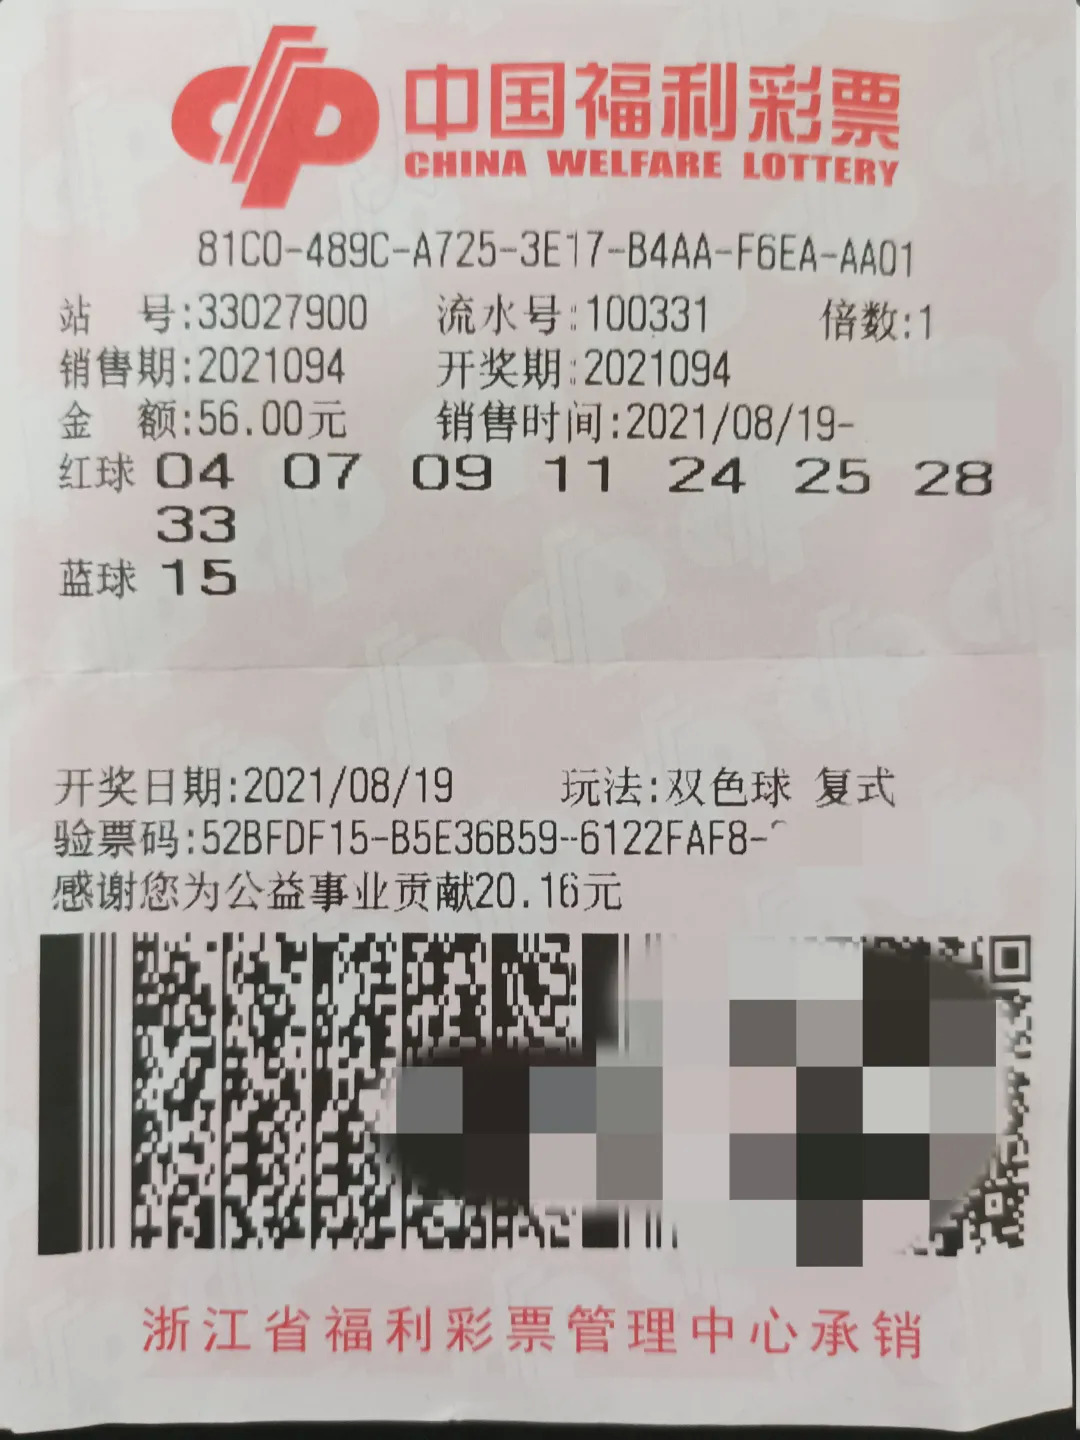 中国福利彩票
CHINA WELFARE LOTTERY
81C0-489C-A725-3E17-B4AA-F6EA-AA01
站 号:33027900 流水号:100331 倍数:1
销售期:2021094 开奖期:2021094
金 额:56.00元 销售时间:2021/08/19-
红球 04 07 09 11 24 25 28
33
蓝球 15
开奖日期:2021/08/19 玩法:双色球 复式
验票码:52BFDF15-B5E36B59-6122FAF8-
感谢您为公益事业贡献20.16元
浙江省福利彩票管理中心承销